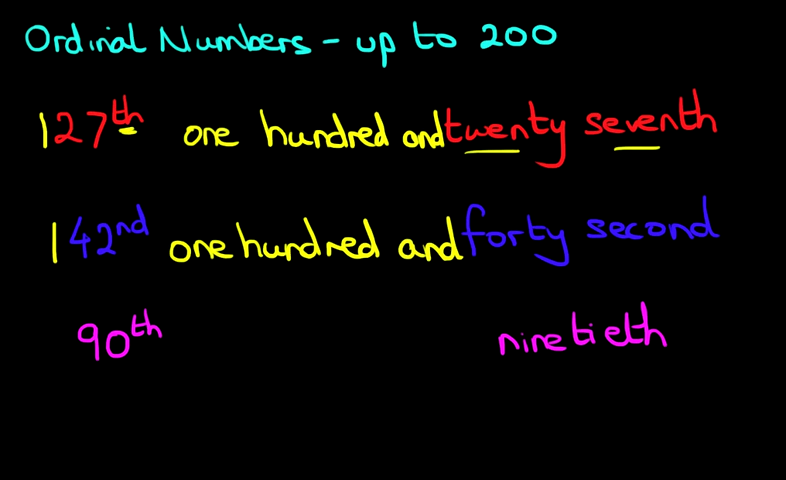 Ordinal Numbers - up to 200
127th one hundred and twenty seventh
142nd one hundred and forty second
90th ninetieth